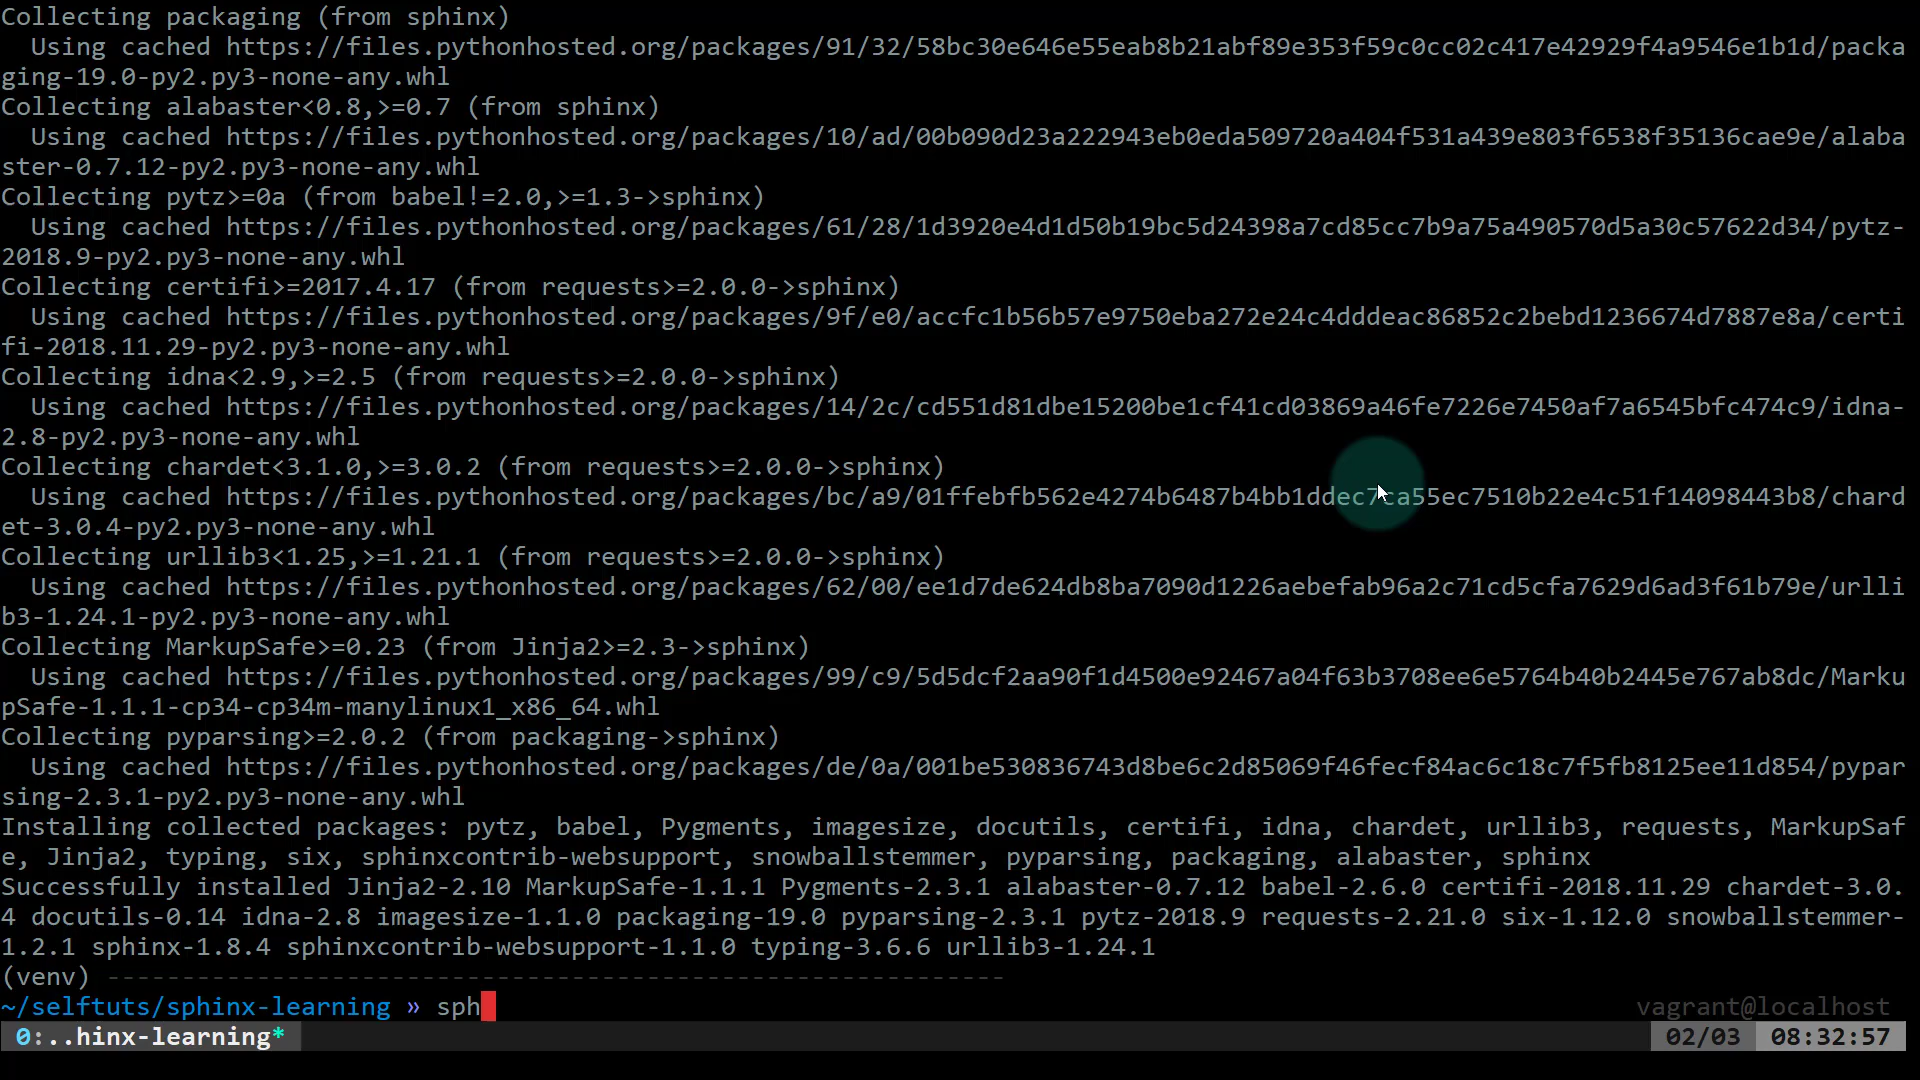 Collecting packaging (from sphinx)
  Using cached https://files.pythonhosted.org/packages/91/32/58bc30e646e55eab8b21abf89e353f59c0cc02c417e42929f4a9546e1b1d/packa
ging-19.0-py2.py3-none-any.whl
Collecting alabaster<0.8,>=0.7 (from sphinx)
  Using cached https://files.pythonhosted.org/packages/10/ad/00b090d23a222943eb0eda509720a404f531a439e803f6538f35136cae9e/alaba
ster-0.7.12-py2.py3-none-any.whl
Collecting pytz>=0a (from babel!=2.0,>=1.3->sphinx)
  Using cached https://files.pythonhosted.org/packages/61/28/1d3920e4d1d50b19bc5d24398a7cd85cc7b9a75a490570d5a30c57622d34/pytz-
2018.9-py2.py3-none-any.whl
Collecting certifi>=2017.4.17 (from requests>=2.0.0->sphinx)
  Using cached https://files.pythonhosted.org/packages/9f/e0/accfc1b56b57e9750eba272e24c4dddeac86852c2bebd1236674d7887e8a/certi
fi-2018.11.29-py2.py3-none-any.whl
Collecting idna<2.9,>=2.5 (from requests>=2.0.0->sphinx)
  Using cached https://files.pythonhosted.org/packages/14/2c/cd551d81dbe15200be1cf41cd03869a46fe7226e7450af7a6545bfc474c9/idna-
2.8-py2.py3-none-any.whl
Collecting chardet<3.1.0,>=3.0.2 (from requests>=2.0.0->sphinx)
  Using cached https://files.pythonhosted.org/packages/bc/a9/01ffebfb562e4274b6487b4bb1ddec7ca55ec7510b22e4c51f14098443b8/chard
et-3.0.4-py2.py3-none-any.whl
Collecting urllib3<1.25,>=1.21.1 (from requests>=2.0.0->sphinx)
  Using cached https://files.pythonhosted.org/packages/62/00/ee1d7de624db8ba7090d1226aebefab96a2c71cd5cfa7629d6ad3f61b79e/urlli
b3-1.24.1-py2.py3-none-any.whl
Collecting MarkupSafe>=0.23 (from Jinja2>=2.3->sphinx)
  Using cached https://files.pythonhosted.org/packages/99/c9/5d5dcf2aa90f1d4500e92467a04f63b3708ee6e5764b40b2445e767ab8dc/Marku
pSafe-1.1.1-cp34-cp34m-manylinux1_x86_64.whl
Collecting pyparsing>=2.0.2 (from packaging->sphinx)
  Using cached https://files.pythonhosted.org/packages/de/0a/001be530836743d8be6c2d85069f46fecf84ac6c18c7f5fb8125ee11d854/pypar
sing-2.3.1-py2.py3-none-any.whl
Installing collected packages: pytz, babel, Pygments, imagesize, docutils, certifi, idna, chardet, urllib3, requests, MarkupSaf
e, Jinja2, typing, six, sphinxcontrib-websupport, snowballstemmer, pyparsing, packaging, alabaster, sphinx
Successfully installed Jinja2-2.10 MarkupSafe-1.1.1 Pygments-2.3.1 alabaster-0.7.12 babel-2.6.0 certifi-2018.11.29 chardet-3.0.
4 docutils-0.14 idna-2.8 imagesize-1.1.0 packaging-19.0 pyparsing-2.3.1 pytz-2018.9 requests-2.21.0 six-1.12.0 snowballstemmer-
1.2.1 sphinx-1.8.4 sphinxcontrib-websupport-1.1.0 typing-3.6.6 urllib3-1.24.1
(venv) ------------------------------------------------------------
~/selftuts/sphinx-learning » sph vagrant@localhost
0:..hinx-learning* 02/03 08:32:57